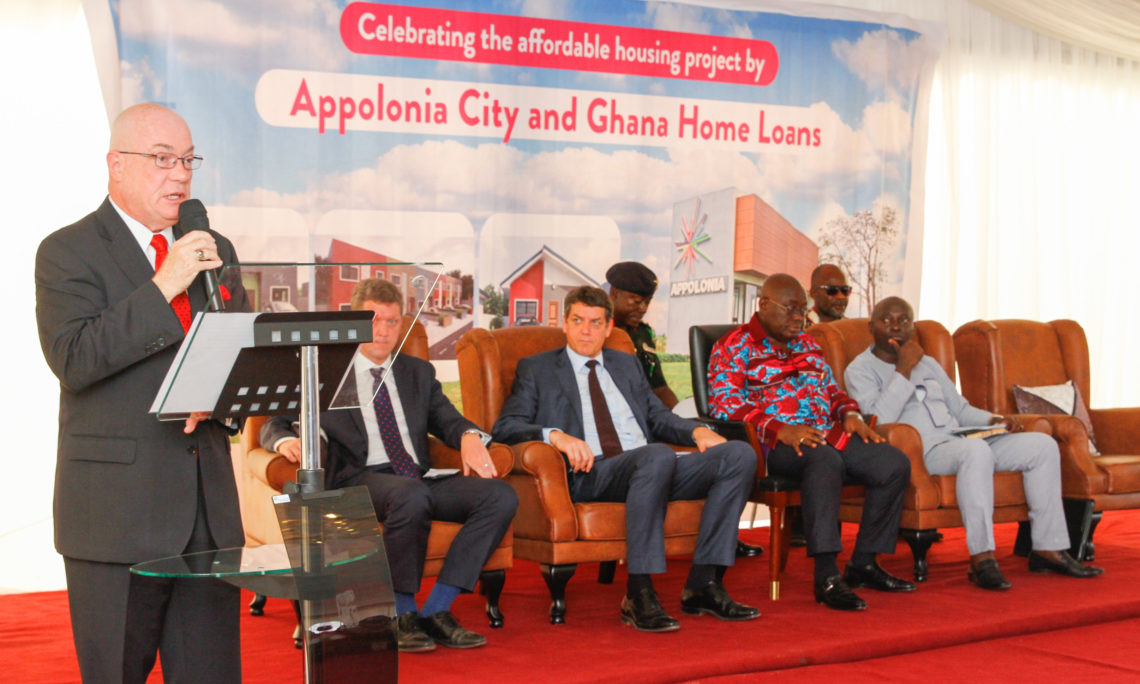 Celebrating the affordable housing project by
Appolonia City and Ghana Home Loans
APPOLONIA